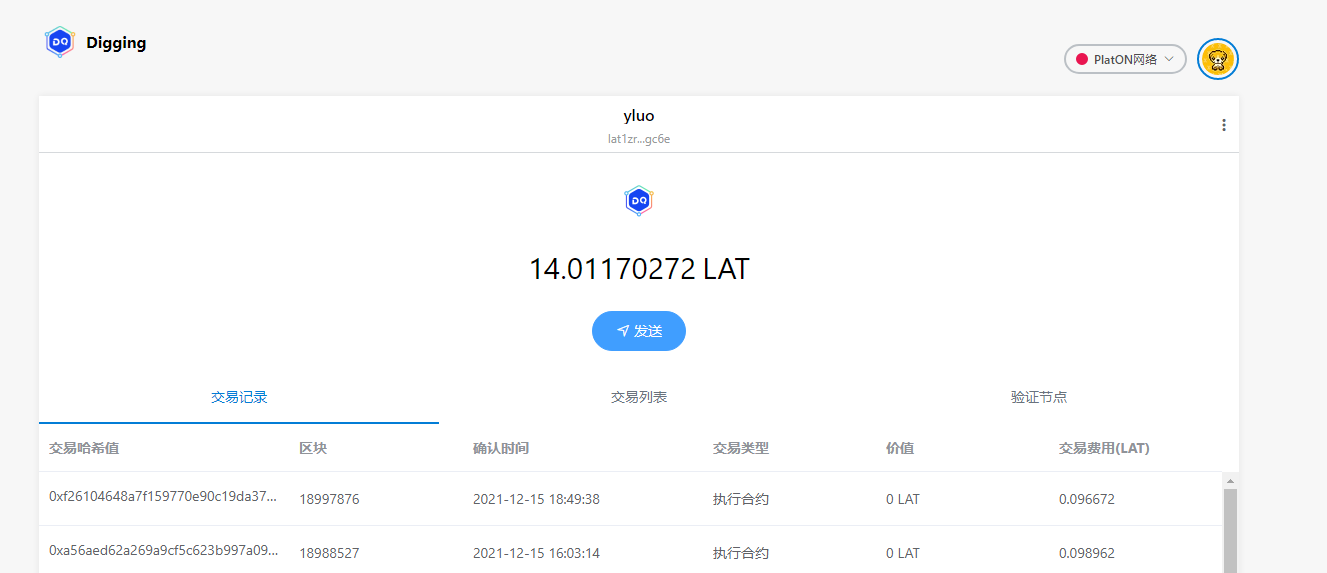 DQ Digging
PlatON网络
yluo
lat1zr...gc6e
DQ
14.01170272 LAT
发送
交易记录 交易列表 验证节点
交易哈希值 区块 确认时间 交易类型 价值 交易费用(LAT)
0xf26104648a7f159770e90c19da37... 18997876 2021-12-15 18:49:38 执行合约 0 LAT 0.096672
0xa56aed62a269a9cf5c623b997a09... 18988527 2021-12-15 16:03:14 执行合约 0 LAT 0.098962